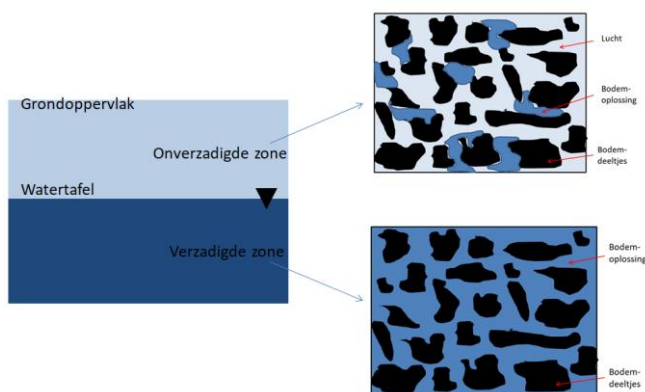 Grondoppervlak
Onverzadigde zone
Watertafel
Verzadigde zone
Lucht
Bodem-
oplossing
Bodem-
deeltjes
Bodem-
oplossing
Bodem-
deeltjes